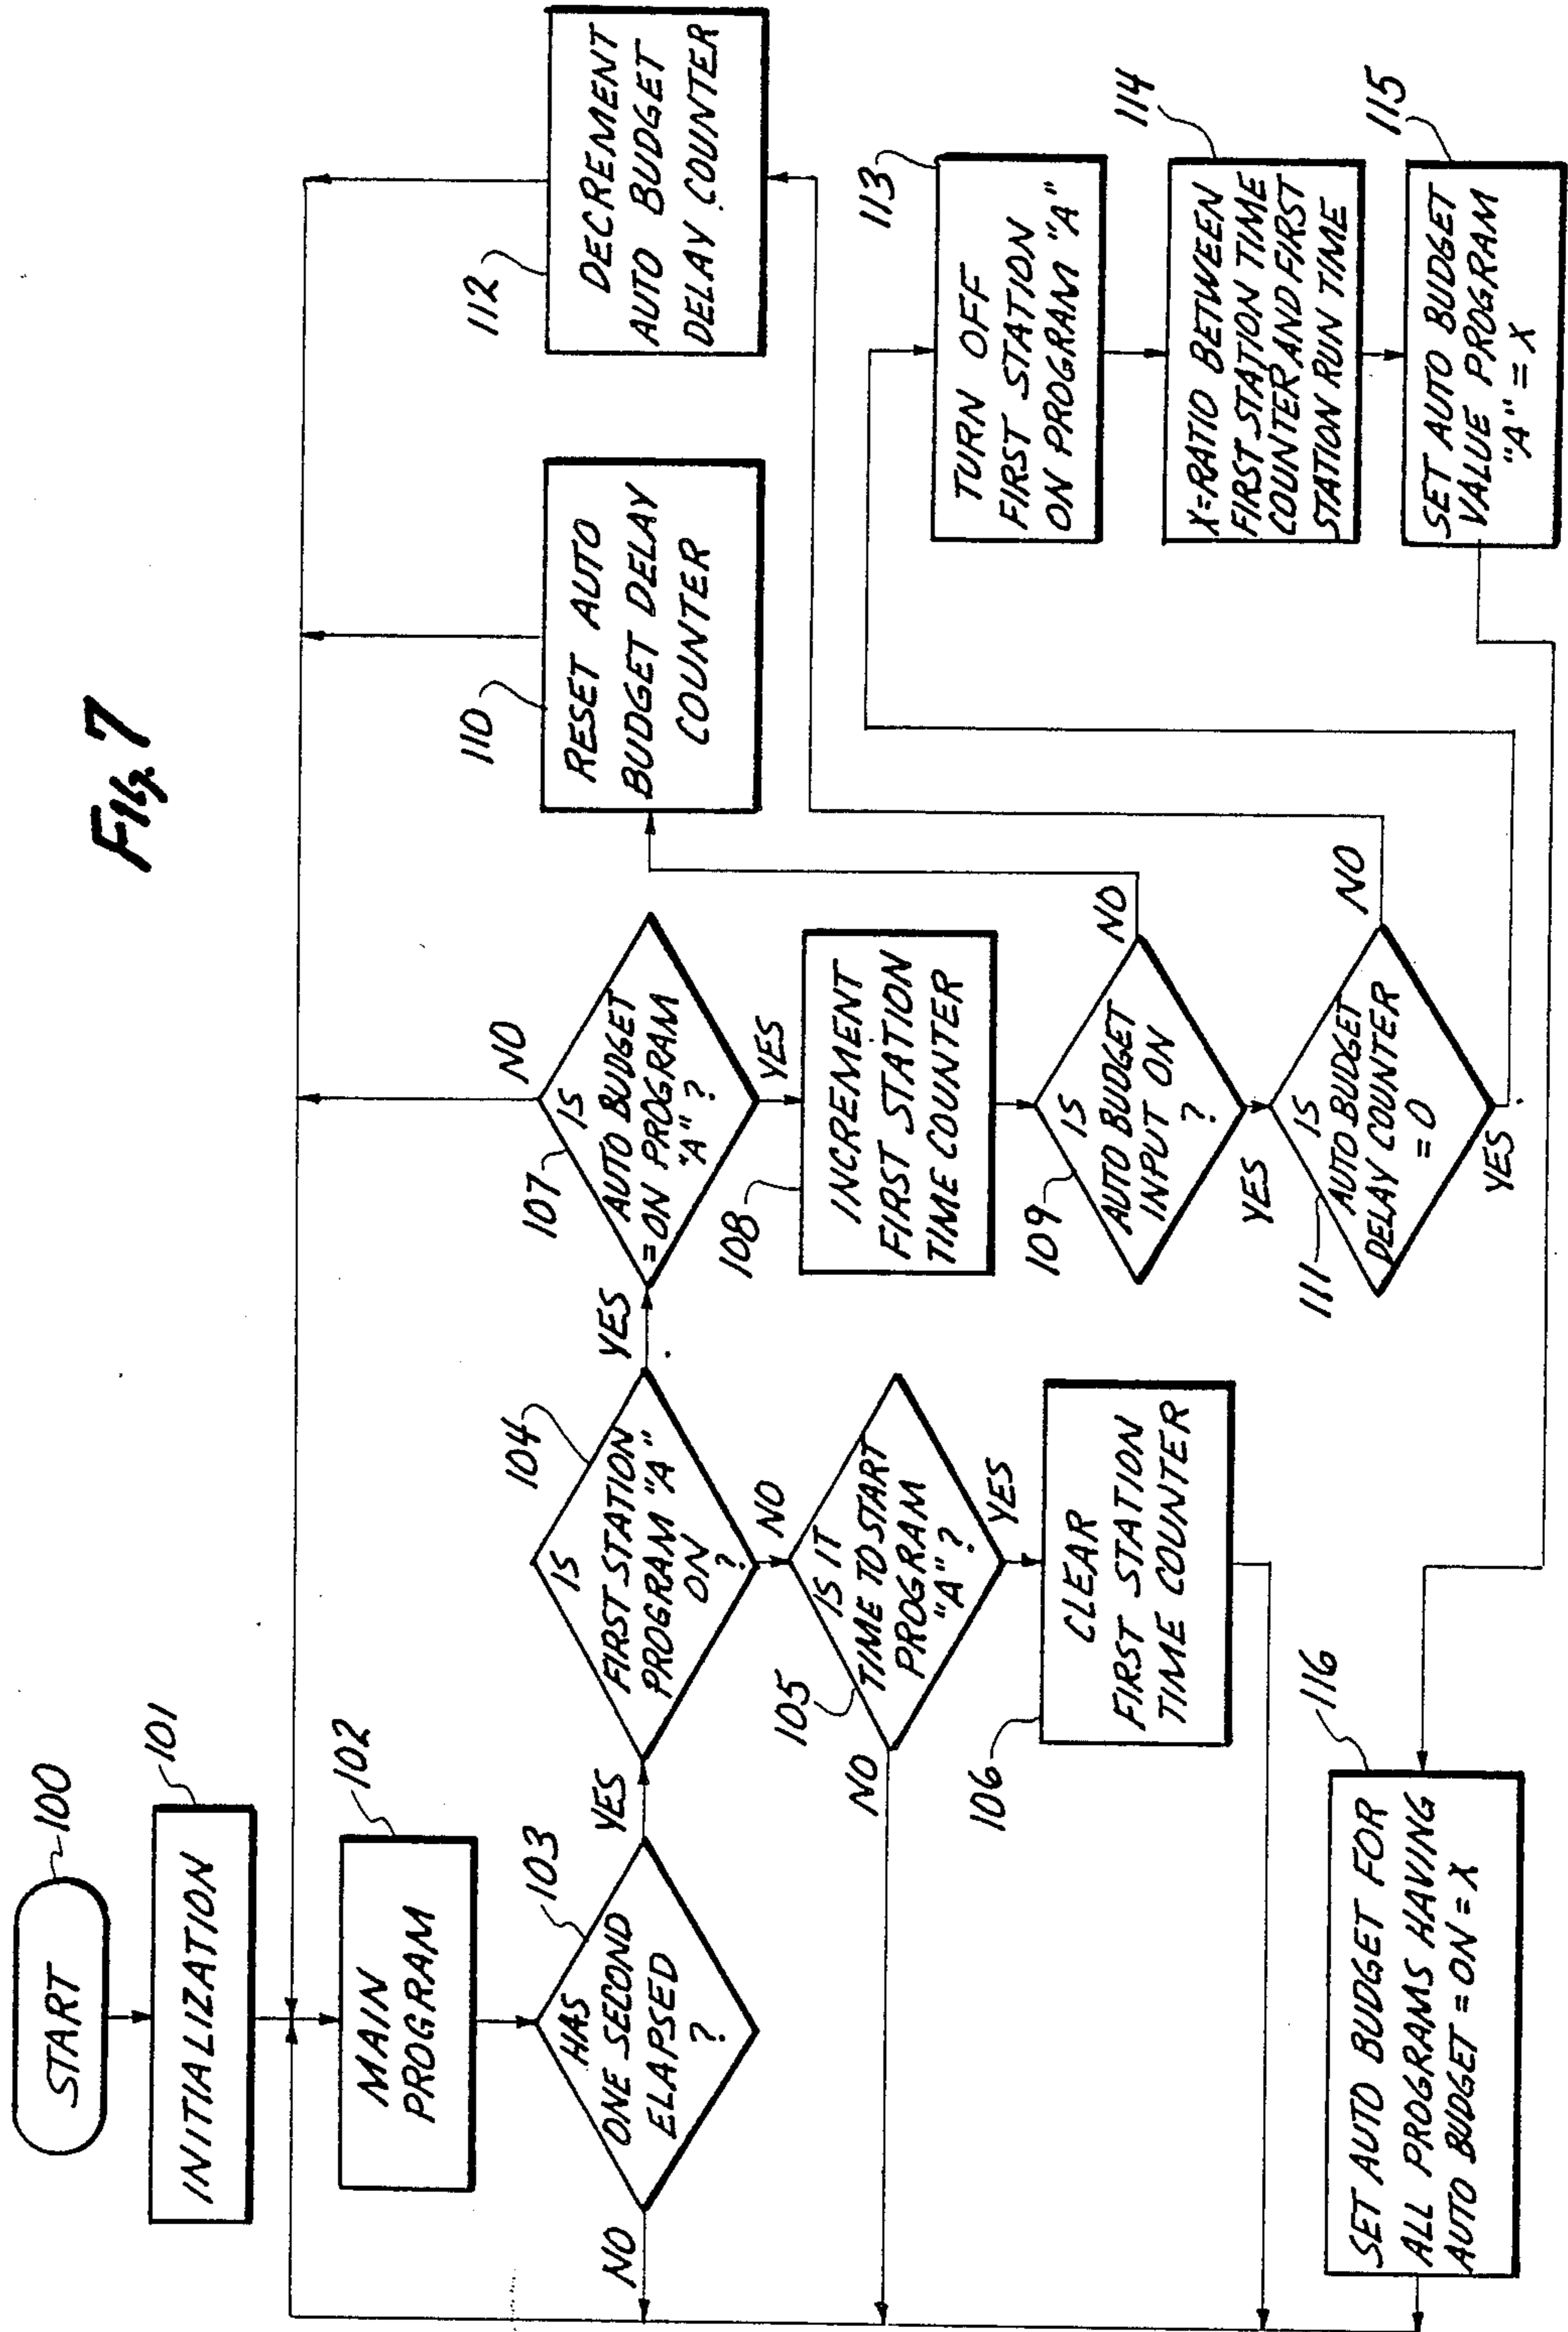 Fig. 7
START
100
INITIALIZATION
101
MAIN
PROGRAM
102
HAS
ONE SECOND
ELAPSED
?
103
NO
YES
IS
FIRST STATION
PROGRAM "A"
ON
?
104
YES
NO
IS IT
TIME TO START
PROGRAM
"A"?
105
NO
YES
CLEAR
FIRST STATION
TIME COUNTER
106
IS
AUTO BUDGET
= ON PROGRAM
"A"?
107
NO
YES
INCREMENT
FIRST STATION
TIME COUNTER
108
IS
AUTO BUDGET
INPUT ON
?
109
NO
YES
RESET AUTO
BUDGET DELAY
COUNTER
110
IS
AUTO BUDGET
DELAY COUNTER
= 0
111
NO
YES
DECREMENT
AUTO BUDGET
DELAY COUNTER
112
TURN OFF
FIRST STATION
ON PROGRAM "A"
113
X=RATIO BETWEEN
FIRST STATION TIME
COUNTER AND FIRST
STATION RUN TIME
114
SET AUTO BUDGET
VALUE PROGRAM
"A" = X
115
SET AUTO BUDGET FOR
ALL PROGRAMS HAVING
AUTO BUDGET = ON = X
116